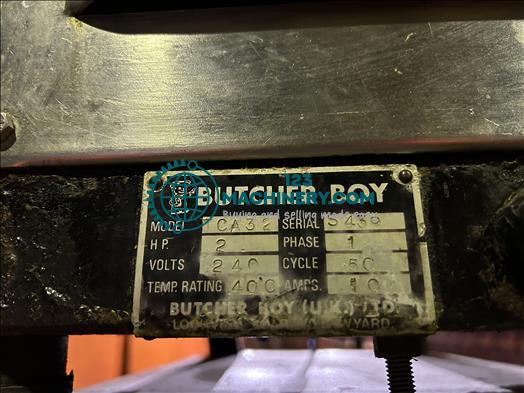 123
MACHINERY.COM
Buying and selling made easy
BUTCHER BOY
MODEL CA32 SERIAL
H.P. 2 PHASE 1
VOLTS 240 CYCLE 50
TEMP. RATING 40°C AMPS. 10
BUTCHER BOY (U.K.) LTD.